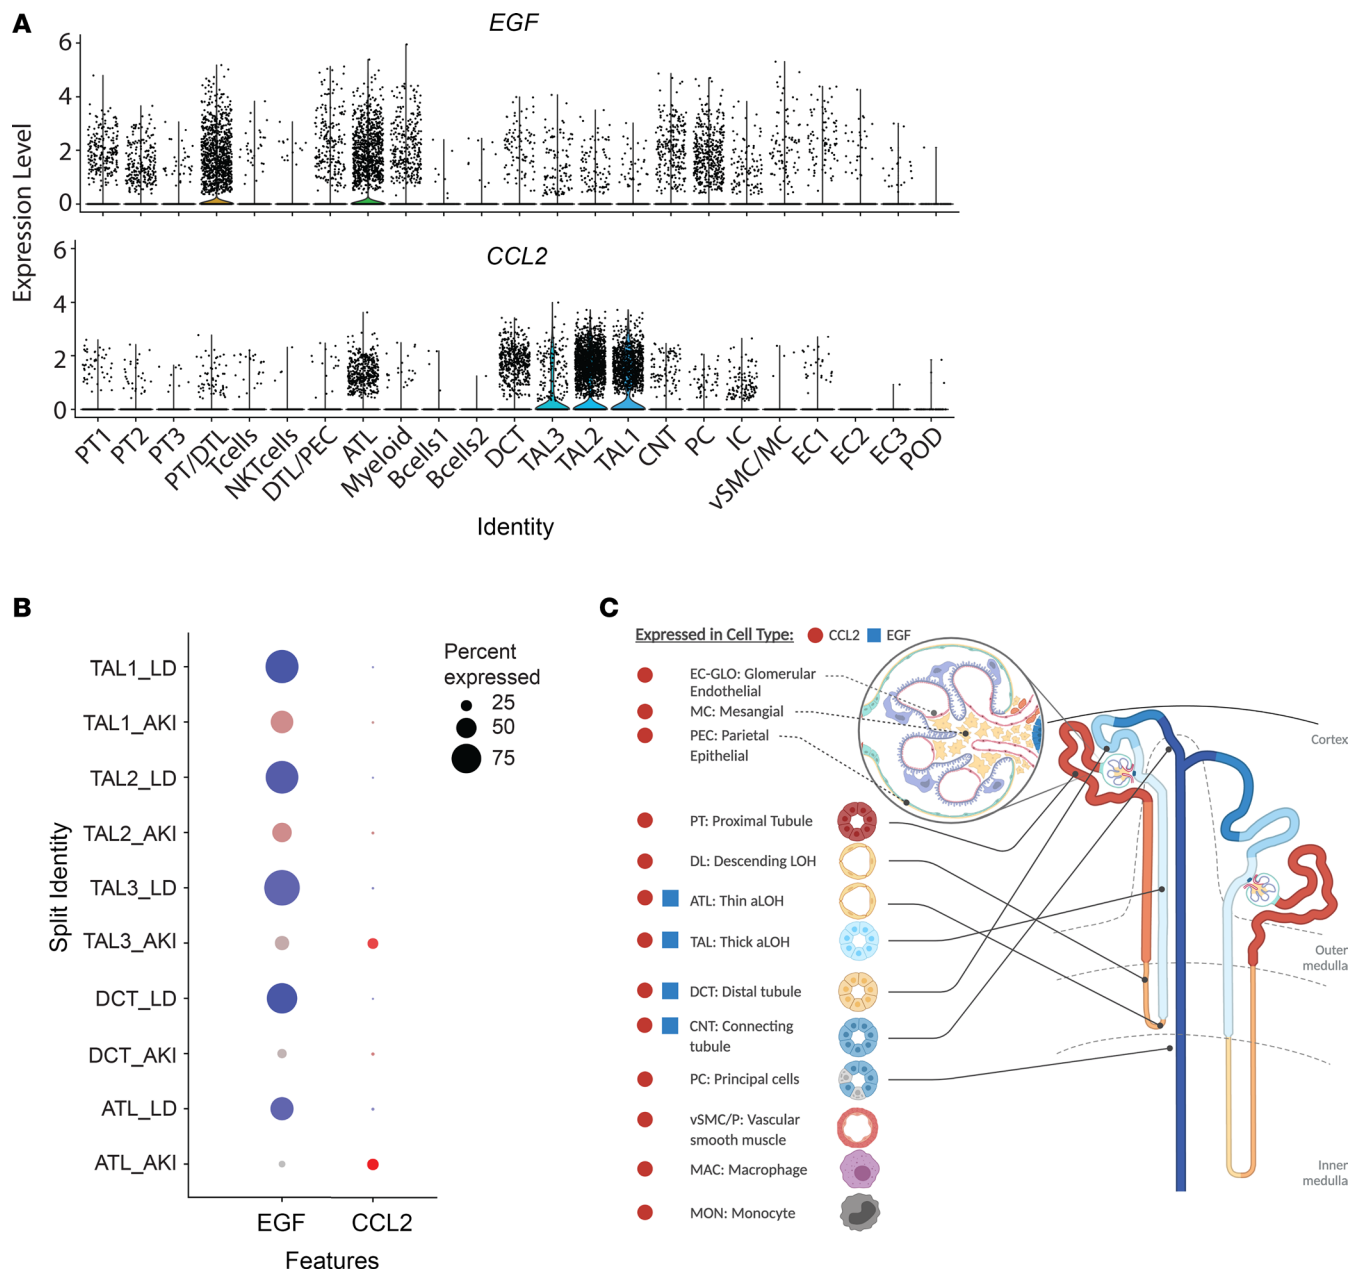 A
EGF
Expression Level
6
4
2
0
CCL2
6
4
2
0
PT1
PT2
PT3
PT/DTL
Tcells
NKTcells
DTL/PEC
ATL
Myeloid
Bcells1
Bcells2
DCT
TAL3
TAL2
TAL1
CNT
PC
IC
vSMC/MC
EC1
EC2
EC3
POD
Identity
B
Split Identity
TAL1_LD
TAL1_AKI
TAL2_LD
TAL2_AKI
TAL3_LD
TAL3_AKI
DCT_LD
DCT_AKI
ATL_LD
ATL_AKI
EGF
CCL2
Features
Percent
expressed
25
50
75
C
Expressed in Cell Type: CCL2 EGF
EC-GLO: Glomerular
Endothelial
MC: Mesangial
PEC: Parietal
Epithelial
PT: Proximal Tubule
DL: Descending LOH
ATL: Thin aLOH
TAL: Thick aLOH
DCT: Distal tubule
CNT: Connecting
tubule
PC: Principal cells
vSMC/P: Vascular
smooth muscle
MAC: Macrophage
MON: Monocyte
Cortex
Outer
medulla
Inner
medulla